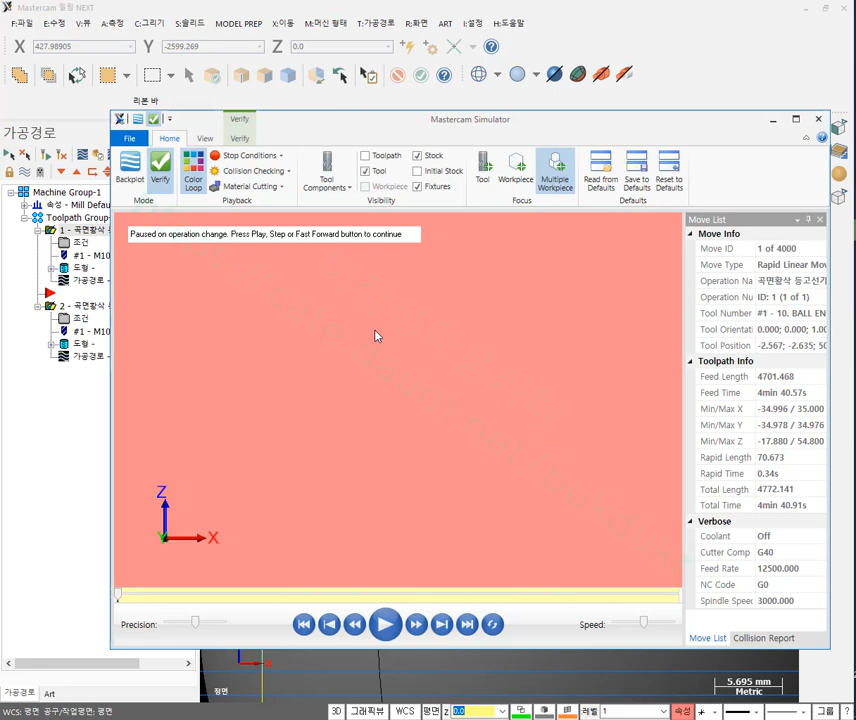 Mastercam 밀링 NEXT
F:파일 E:수정 V:뷰 A:측정 C:그리기 S:솔리드 MODEL PREP X:이동 M:머신 형태 T:가공경로 R:화면 ART I:설정 H:도움말
X 427.98905 Y -2599.269 Z 0.0
리본 바
가공경로
Machine Group-1
속성 - Mill Defau
Toolpath Group-
1 - 곡면황삭 등
조건
#1 - M10
도형 -
가공경로
2 - 곡면황삭
조건
#1 - M10
도형 -
가공경로
가공경로 Art
Verify
Mastercam Simulator
File Home View Verify
Backplot
Verify
Mode
Color Loop
Stop Conditions
Collision Checking
Material Cutting
Playback
Tool Components
Toolpath
Tool
Workpiece
Stock
Initial Stock
Fixtures
Visibility
Tool
Workpiece
Multiple Workpiece
Focus
Read from Defaults
Save to Defaults
Reset to Defaults
Defaults
Paused on operation change. Press Play, Step or Fast Forward button to continue
Z
Y
X
Precision:
Speed:
Move List
Move Info
Move ID 1 of 4000
Move Type Rapid Linear Mov
Operation Na 곡면황삭 등고선가
Operation Nu ID: 1 (1 of 1)
Tool Number #1 - 10. BALL EN
Tool Orientat 0.000; 0.000; 1.00
Tool Position -2.567; -2.635; 50
Toolpath Info
Feed Length 4701.468
Feed Time 4min 40.57s
Min/Max X -34.996 / 35.000
Min/Max Y -34.978 / 34.976
Min/Max Z -17.880 / 54.800
Rapid Length 70.673
Rapid Time 0.34s
Total Length 4772.141
Total Time 4min 40.91s
Verbose
Coolant Off
Cutter Comp G40
Feed Rate 12500.000
NC Code G0
Spindle Speed 3000.000
Move List Collision Report
정면
5.695 mm
Metric
WCS: 평면 공구/작업평면: 평면
3D 그래픽뷰 WCS 평면 Z 0.0 레벨 1 속성 그룹 ?